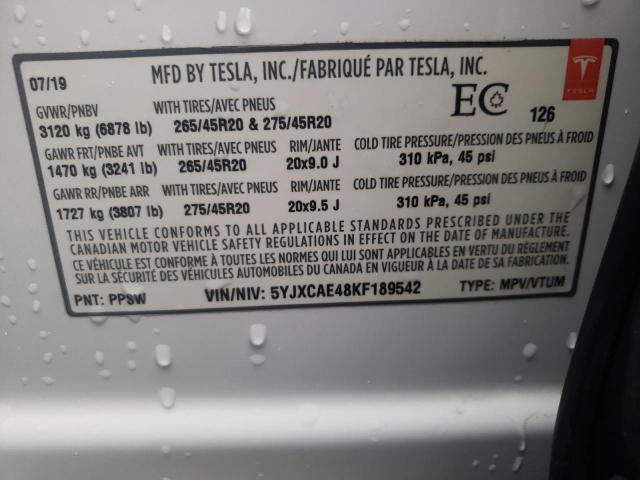 07/19 MFD BY TESLA, INC./FABRIQUÉ PAR TESLA, INC.
TESLA
GVWR/PNBV WITH TIRES/AVEC PNEUS EC 126
3120 kg (6878 lb) 265/45R20 & 275/45R20
GAWR FRT/PNBE AVT WITH TIRES/AVEC PNEUS RIM/JANTE COLD TIRE PRESSURE/PRESSION DES PNEUS À FROID
1470 kg (3241 lb) 265/45R20 20x9.0 J 310 kPa, 45 psi
GAWR RR/PNBE ARR WITH TIRES/AVEC PNEUS RIM/JANTE COLD TIRE PRESSURE/PRESSION DES PNEUS À FROID
1727 kg (3807 lb) 275/45R20 20x9.5 J 310 kPa, 45 psi
THIS VEHICLE CONFORMS TO ALL APPLICABLE STANDARDS PRESCRIBED UNDER THE
CANADIAN MOTOR VEHICLE SAFETY REGULATIONS IN EFFECT ON THE DATE OF MANUFACTURE.
CE VÉHICULE EST CONFORME À TOUTES LES NORMES QUI LUI SONT APPLICABLES EN VERTU DU RÈGLEMENT
SUR LA SÉCURITÉ DES VÉHICULES AUTOMOBILES DU CANADA EN VIGUEUR À LA DATE DE SA FABRICATION.
PNT: PPSW VIN/NIV: 5YJXCAE48KF189542 TYPE: MPV/VTUM